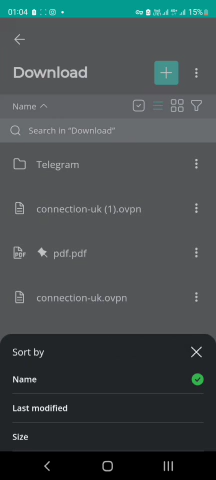 01:04
15%
Download
Name
Search in "Download"
Telegram
connection-uk (1).ovpn
PDF
pdf.pdf
connection-uk.ovpn
Sort by
Name
Last modified
Size